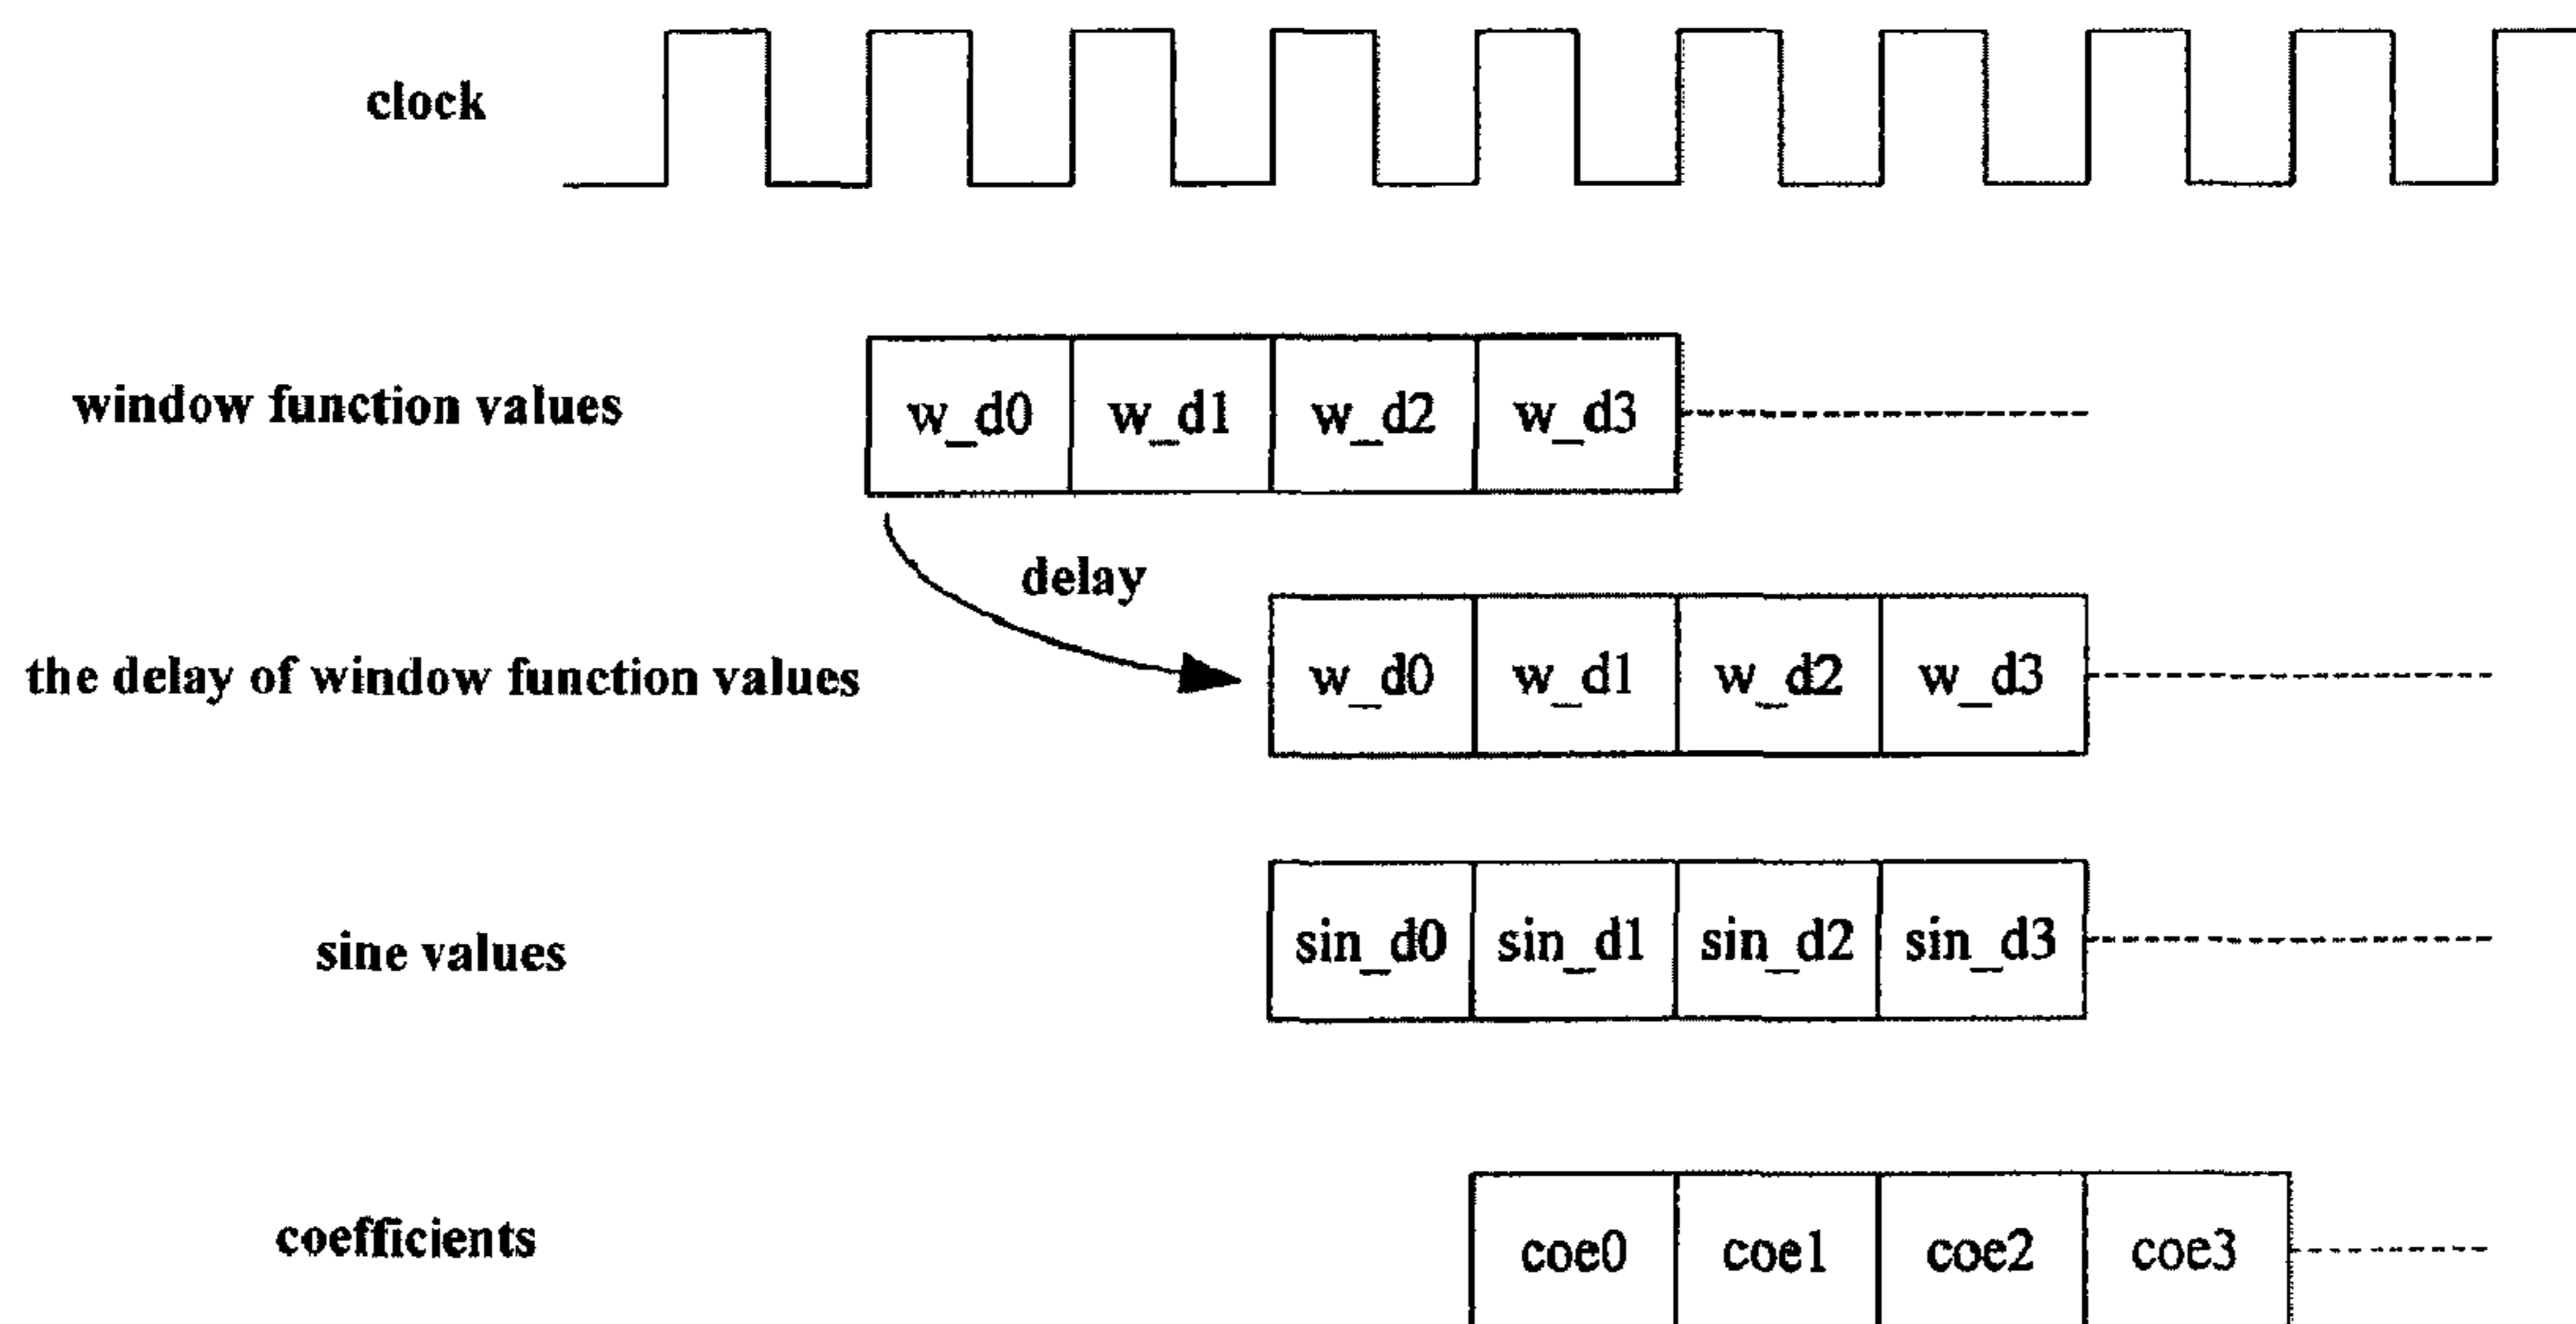 clock
window function values
w_d0 w_d1 w_d2 w_d3
delay
the delay of window function values
w_d0 w_d1 w_d2 w_d3
sine values
sin_d0 sin_d1 sin_d2 sin_d3
coefficients
coe0 coe1 coe2 coe3